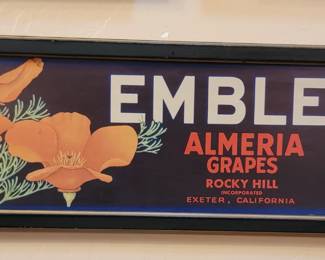 EMBLE
ALMERIA
GRAPES
ROCKY HILL
INCORPORATED
EXETER, CALIFORNIA